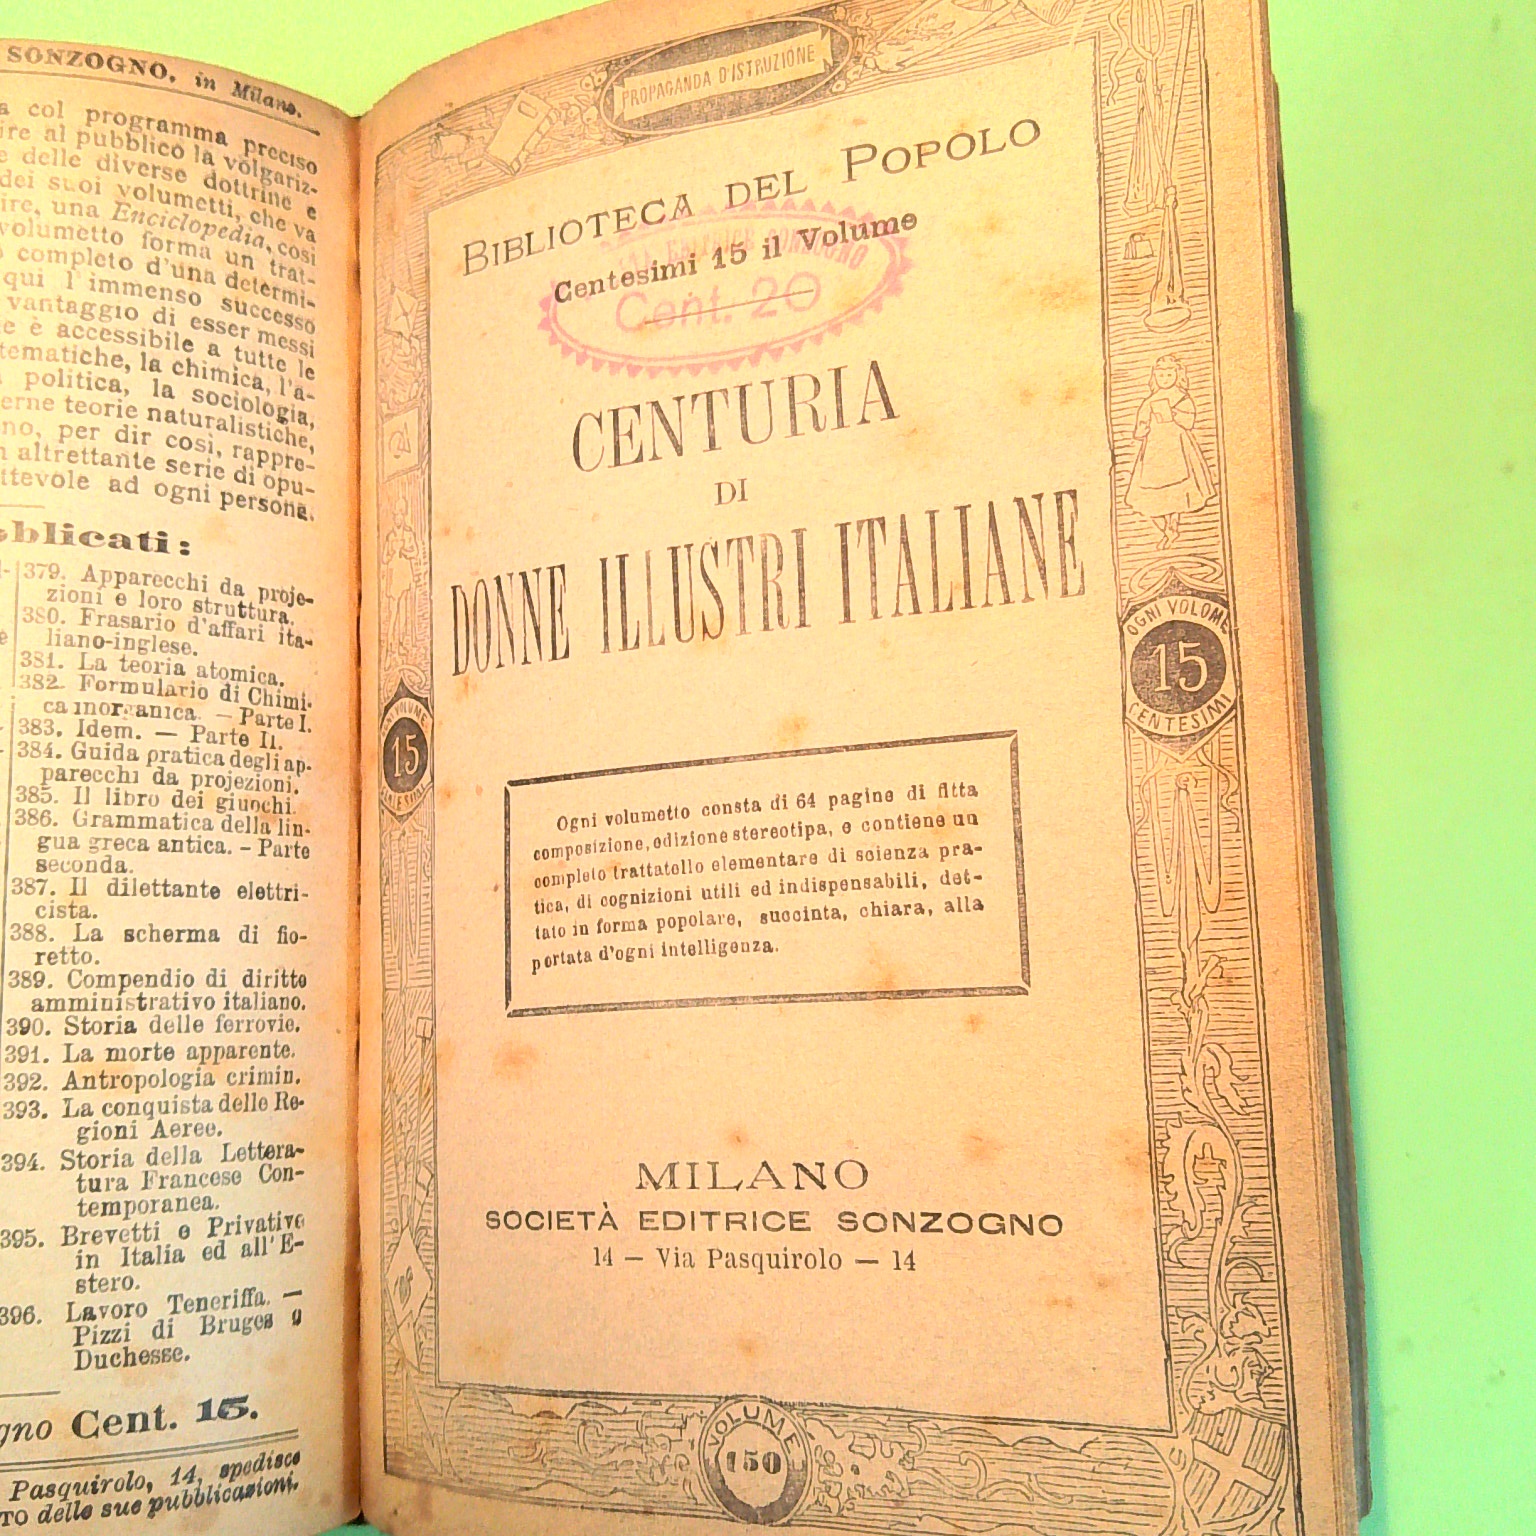 SONZOGNO, in Milano.
col programma preciso
al pubblico la volgariz-
delle diverse dottrine e
dei suoi volumetti, che va
una Enciclopedia, così
volumetto forma un trat-
completo d'una determi-
qui l'immenso successo
vantaggio di esser messi
e è accessibile a tutte le
la chimica, l'a-
politica, la sociologia,
teorie naturalistiche,
per dir così, rappre-
altrettante serie di opu-
ad ogni persona.
379. Apparecchi da proje-
zioni e loro struttura.
380. Frasario d'affari ita-
liano-inglese.
381. La teoria atomica.
382. Formulario di Chimi-
ca inorganica. — Parte I.
383. Idem. — Parte II.
384. Guida pratica degli ap-
parecchi da projezioni.
385. Il libro dei giuochi.
386. Grammatica della lin-
gua greca antica. - Parte
seconda.
387. Il dilettante elettri-
cista.
388. La scherma di fio-
retto.
389. Compendio di diritto
amministrativo italiano.
390. Storia delle ferrovie.
391. La morte apparente.
392. Antropologia crimin.
393. La conquista delle Re-
gioni Aeree.
394. Storia della Lettera-
tura Francese Con-
temporanea.
395. Brevetti e Privative
in Italia ed all'E-
stero.
396. Lavoro Teneriffa. —
Pizzi di Bruges o
Duchesse.
Cent. 15.
Pasquirolo, 14, spedisce
delle sue pubblicazioni.
PROPAGANDA D'ISTRUZIONE
BIBLIOTECA DEL POPOLO
Centesimi 15 il Volume
Cent. 20
CENTURIA
DI
DONNE ILLUSTRI ITALIANE
OGNI VOLUME
15
CENTESIMI
OGNI VOLUME
15
CENTESIMI
Ogni volumetto consta di 64 pagine di fitta
composizione, edizione stereotipa, e contiene un
completo trattatello elementare di scienza pra-
tica, di cognizioni utili ed indispensabili, det-
tato in forma popolare, succinta, chiara, alla
portata d'ogni intelligenza.
MILANO
SOCIETÀ EDITRICE SONZOGNO
14 — Via Pasquirolo — 14
VOLUME
150